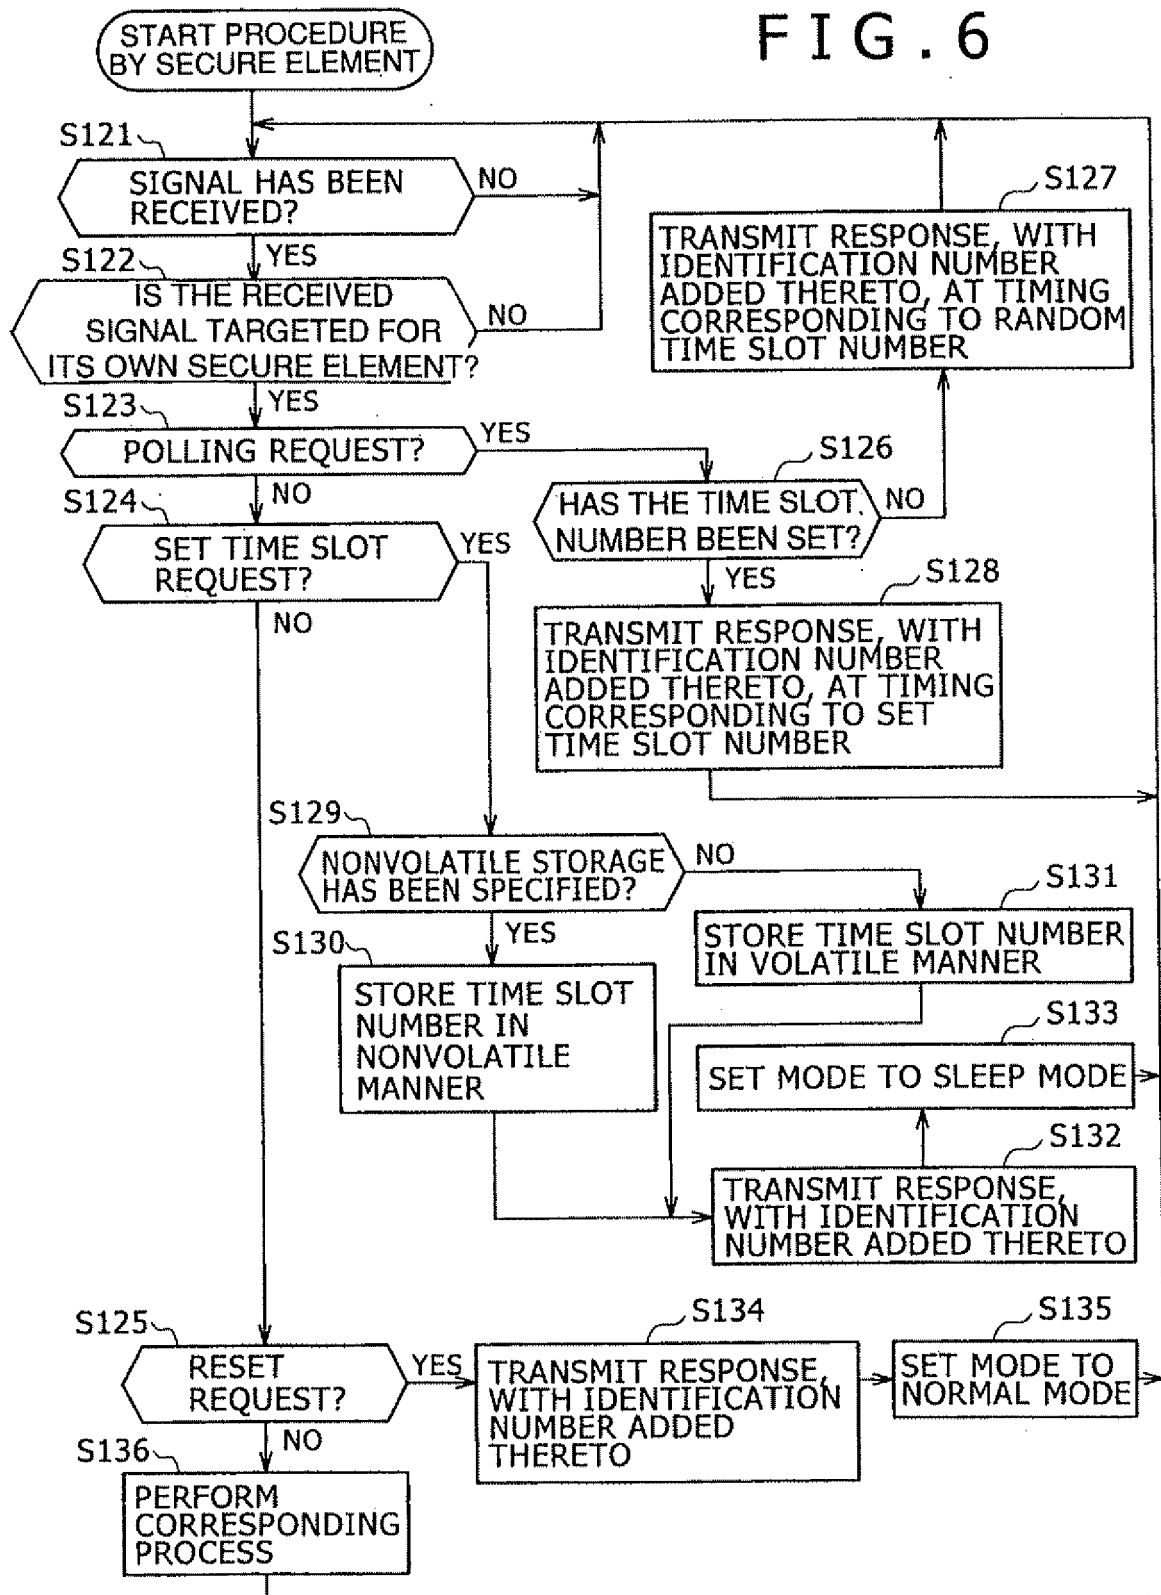 FIG.6
START PROCEDURE
BY SECURE ELEMENT
S121
SIGNAL HAS BEEN
RECEIVED?
NO
YES
S122
IS THE RECEIVED
SIGNAL TARGETED FOR
ITS OWN SECURE ELEMENT?
NO
YES
S123
POLLING REQUEST?
YES
NO
S124
SET TIME SLOT
REQUEST?
YES
NO
S126
HAS THE TIME SLOT
NUMBER BEEN SET?
NO
YES
S127
TRANSMIT RESPONSE, WITH
IDENTIFICATION NUMBER
ADDED THERETO, AT TIMING
CORRESPONDING TO RANDOM
TIME SLOT NUMBER
S128
TRANSMIT RESPONSE, WITH
IDENTIFICATION NUMBER
ADDED THERETO, AT TIMING
CORRESPONDING TO SET
TIME SLOT NUMBER
S129
NONVOLATILE STORAGE
HAS BEEN SPECIFIED?
NO
YES
S130
STORE TIME SLOT
NUMBER IN
NONVOLATILE
MANNER
S131
STORE TIME SLOT NUMBER
IN VOLATILE MANNER
S133
SET MODE TO SLEEP MODE
S132
TRANSMIT RESPONSE,
WITH IDENTIFICATION
NUMBER ADDED THERETO
S125
RESET
REQUEST?
YES
NO
S134
TRANSMIT RESPONSE,
WITH IDENTIFICATION
NUMBER ADDED
THERETO
S135
SET MODE TO
NORMAL MODE
S136
PERFORM
CORRESPONDING
PROCESS